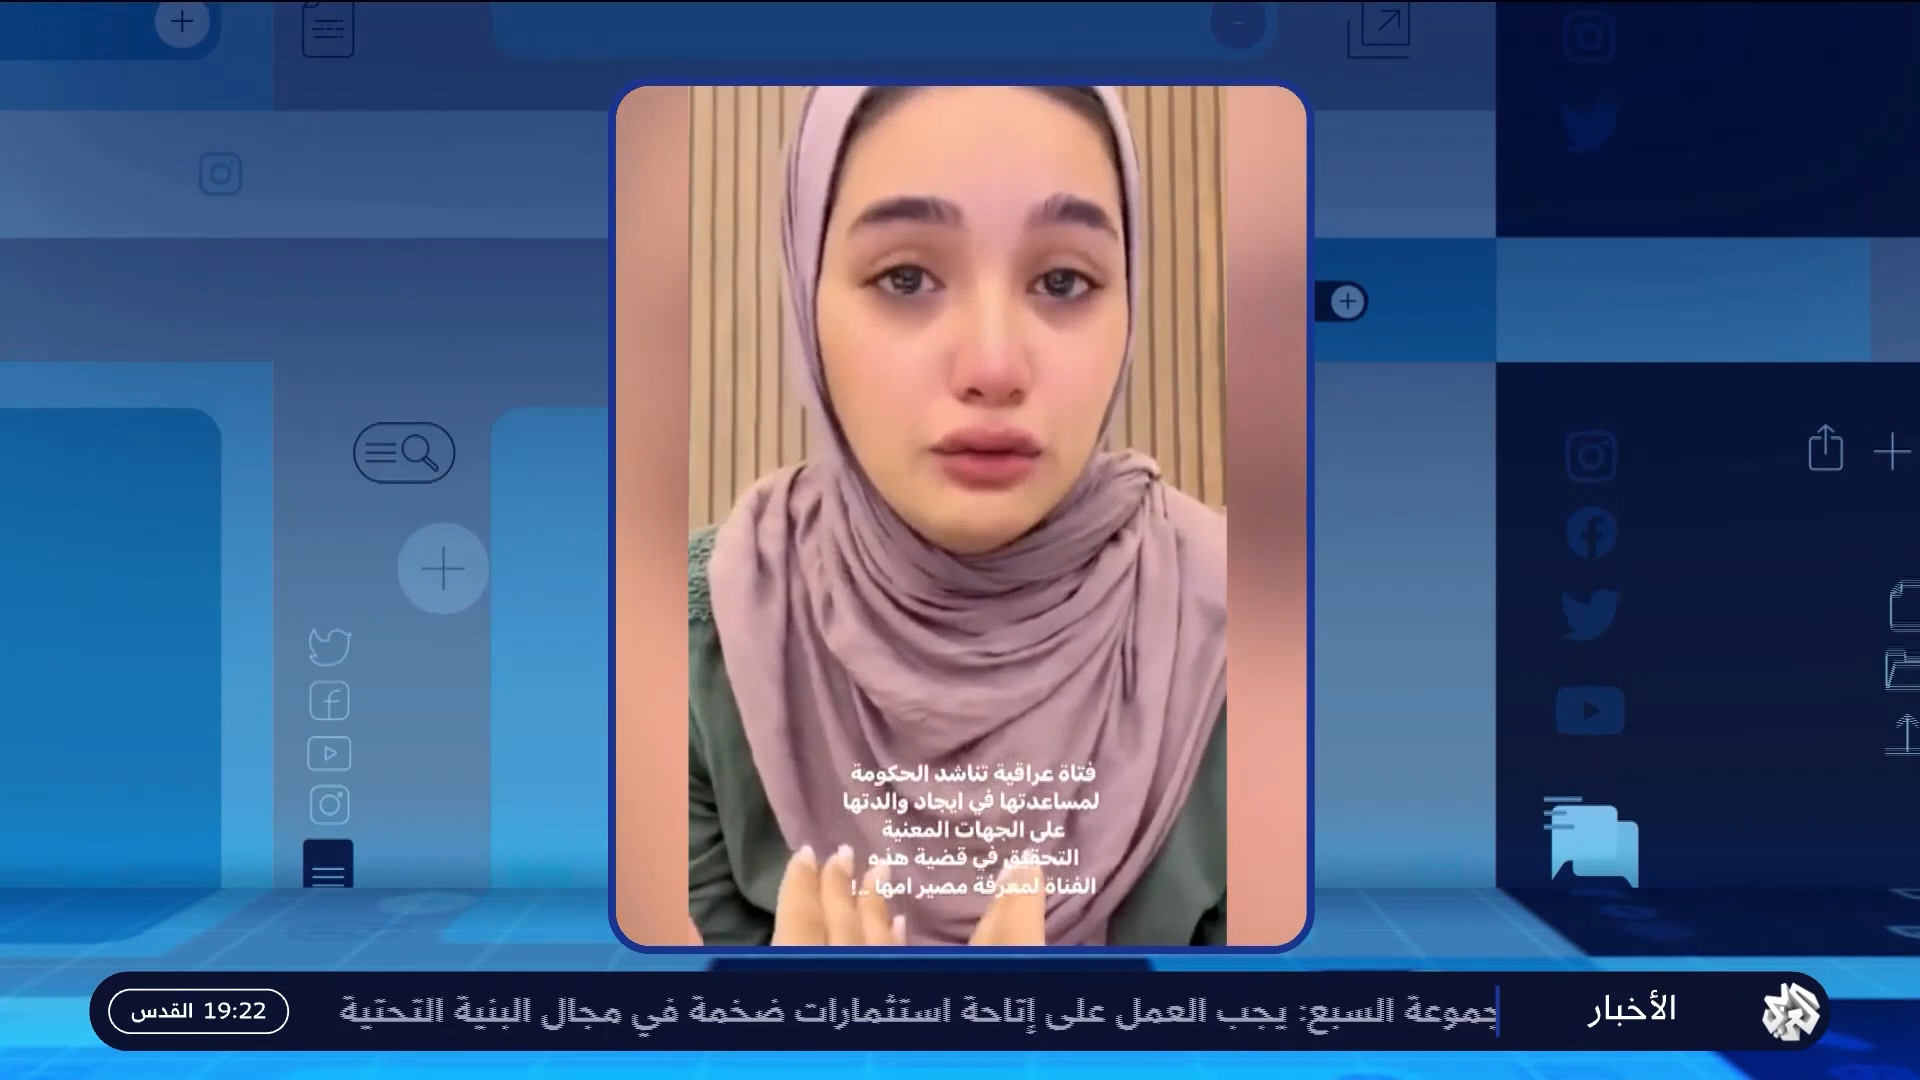 فتاة عراقية تناشد الحكومة
لمساعدتها في ايجاد والدتها
على الجهات المعنية
التحقيق في قضية هذه
الفتاة لمعرفة مصير امها ..!
الأخبار
جموعة السبع: يجب العمل على إتاحة استثمارات ضخمة في مجال البنية التحتية
19:22 القدس